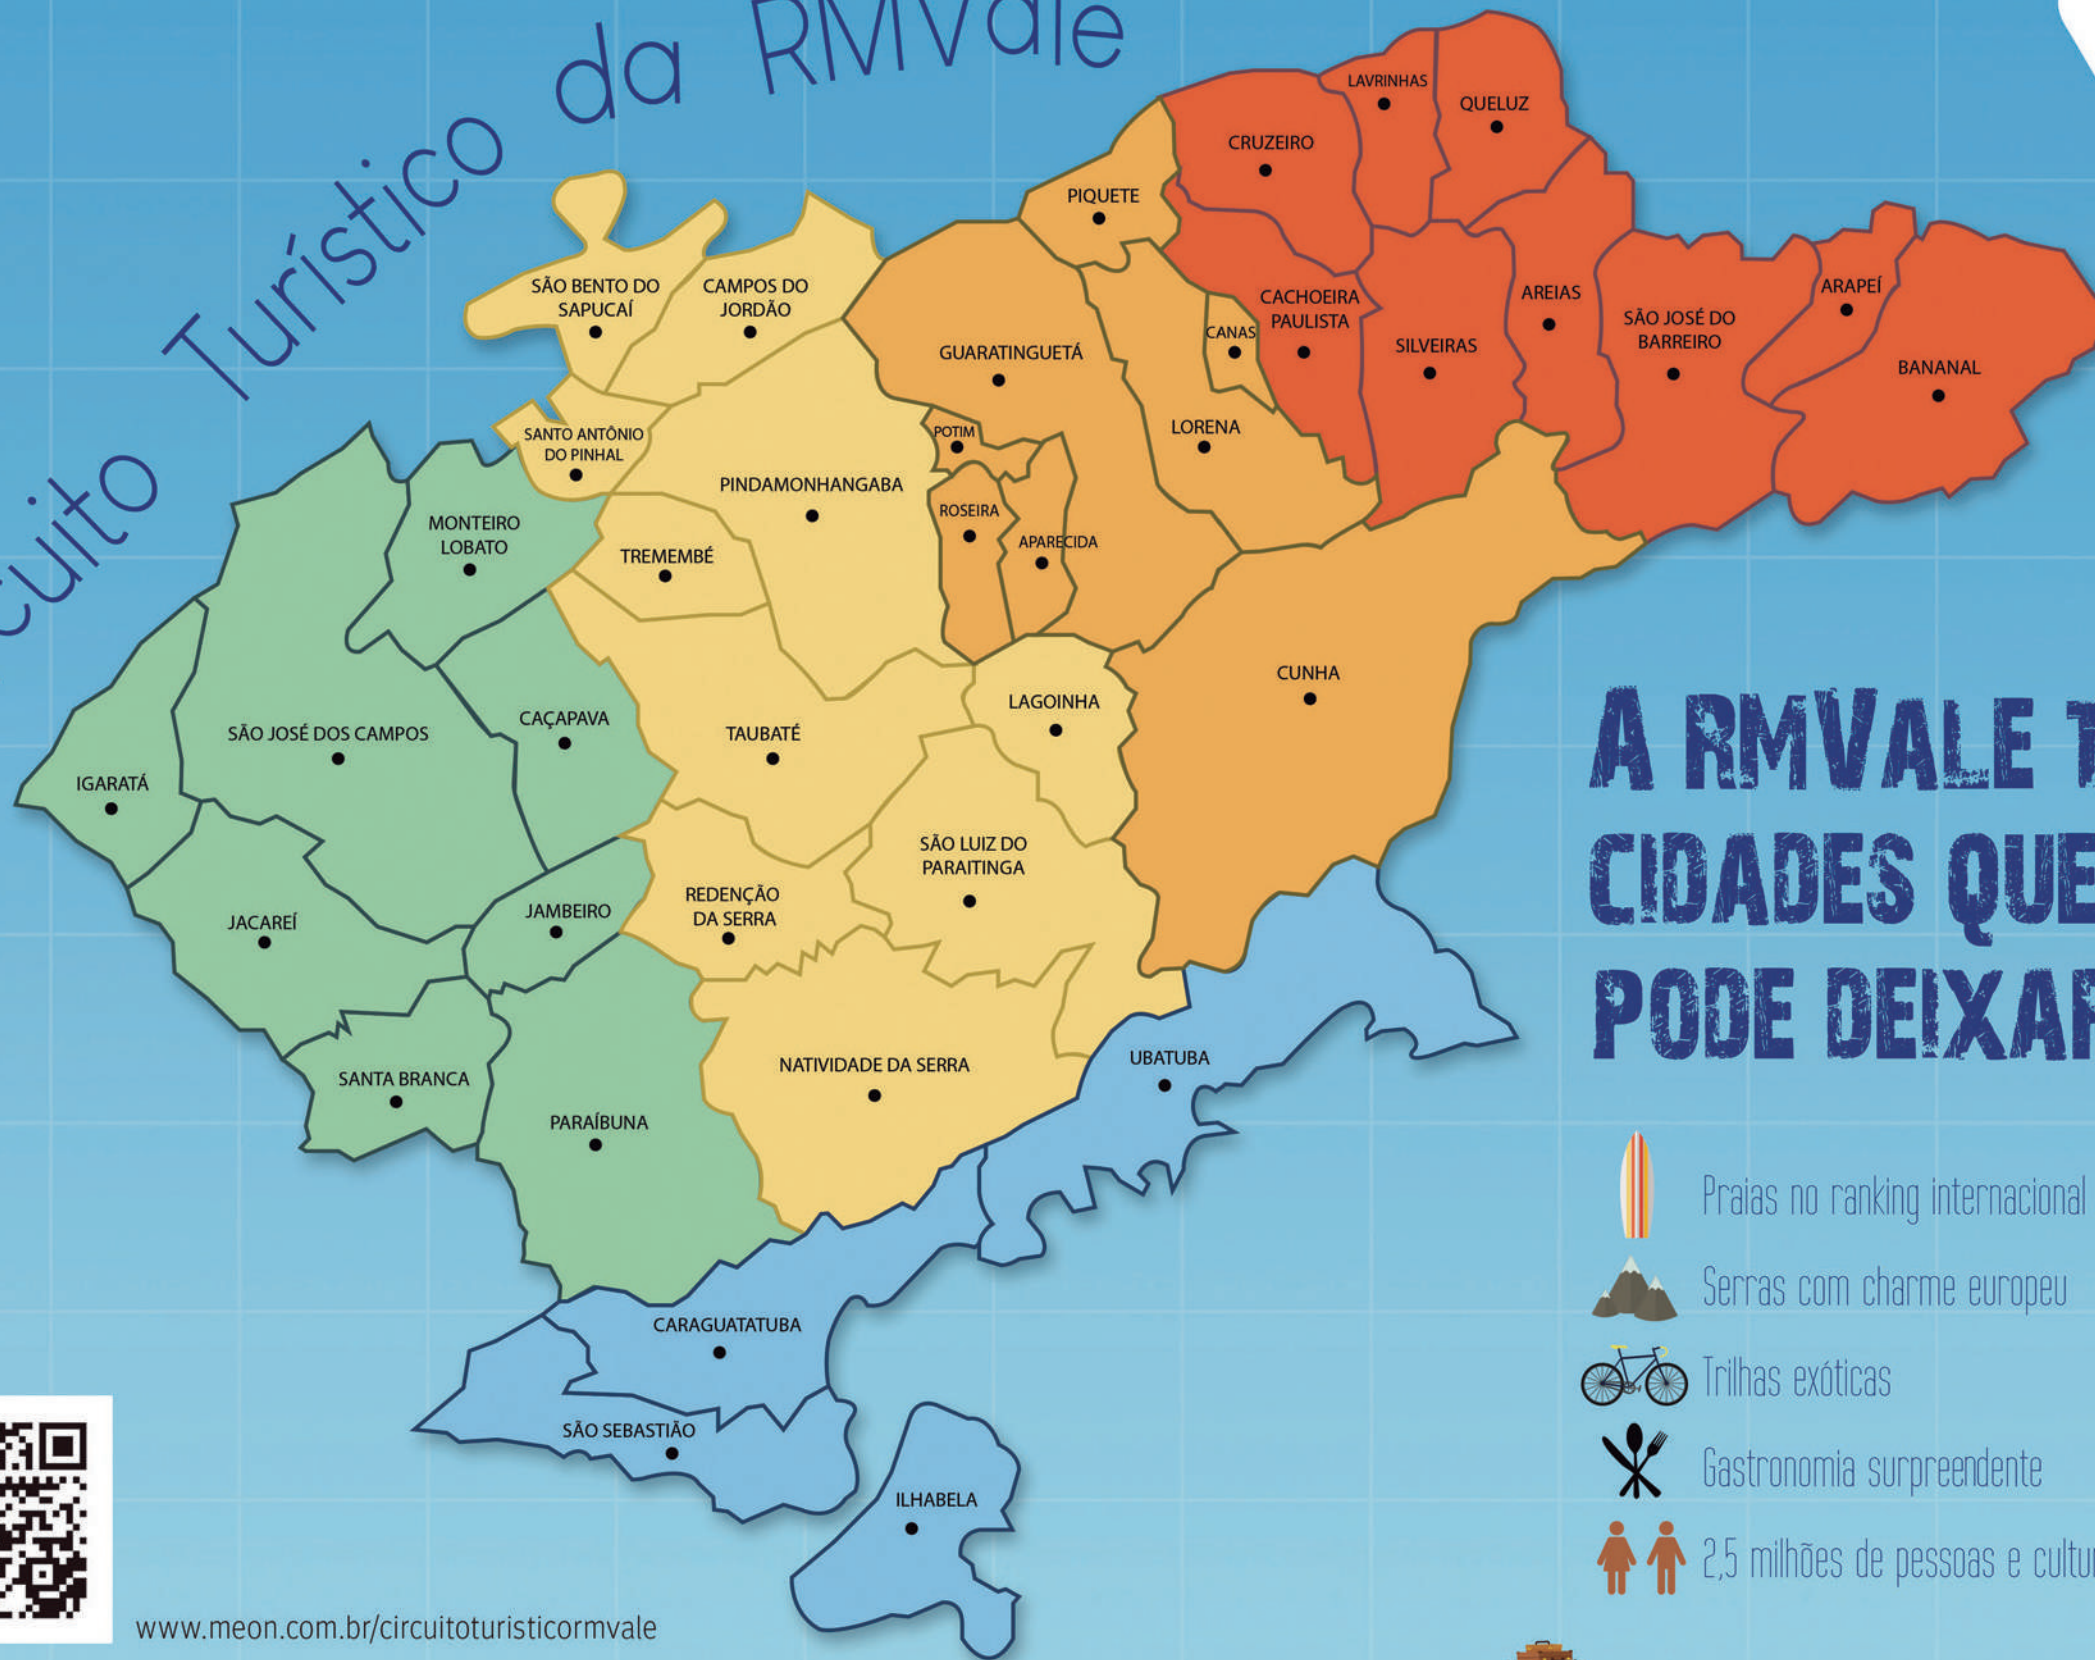 Turístico da RMVale
LAVRINHAS
QUELUZ
CRUZEIRO
PIQUETE
SÃO BENTO DO
SAPUCAÍ
CAMPOS DO
JORDÃO
CACHOEIRA
PAULISTA
CANAS
SILVEIRAS
AREIAS
SÃO JOSÉ DO
BARREIRO
ARAPEÍ
BANANAL
GUARATINGUETÁ
LORENA
POTIM
SANTO ANTÔNIO
DO PINHAL
PINDAMONHANGABA
ROSEIRA
APARECIDA
MONTEIRO
LOBATO
TREMEMBÉ
CUNHA
LAGOINHA
SÃO JOSÉ DOS CAMPOS
CAÇAPAVA
TAUBATÉ
IGARATÁ
SÃO LUIZ DO
PARAITINGA
REDENÇÃO
DA SERRA
JACAREÍ
JAMBEIRO
NATIVIDADE DA SERRA
UBATUBA
SANTA BRANCA
PARAÍBUNA
CARAGUATATUBA
SÃO SEBASTIÃO
ILHABELA
A RMVALE
CIDADES QUE
PODE DEIXAR
Praias no ranking internacional
Serras com charme europeu
Trilhas exóticas
Gastronomia surpreendente
2,5 milhões de pessoas e
www.meon.com.br/circuitoturisticormvale